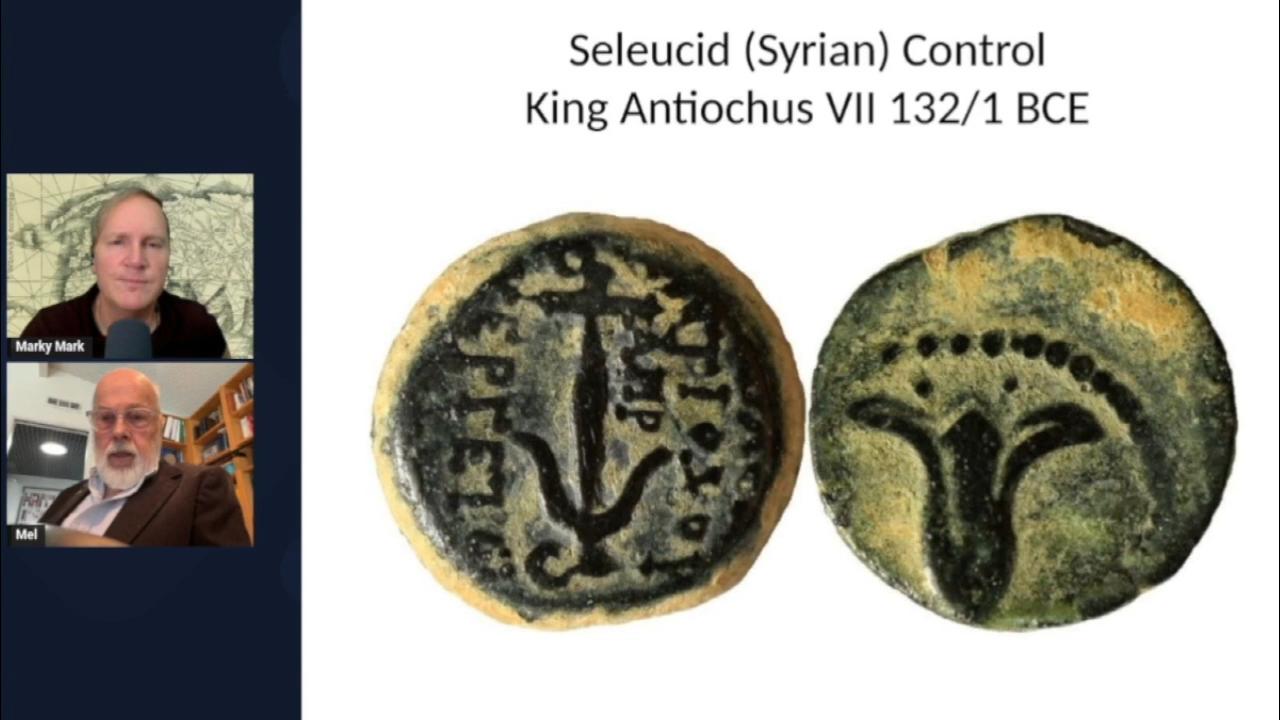 Seleucid (Syrian) Control
King Antiochus VII 132/1 BCE
Marky Mark
Mel